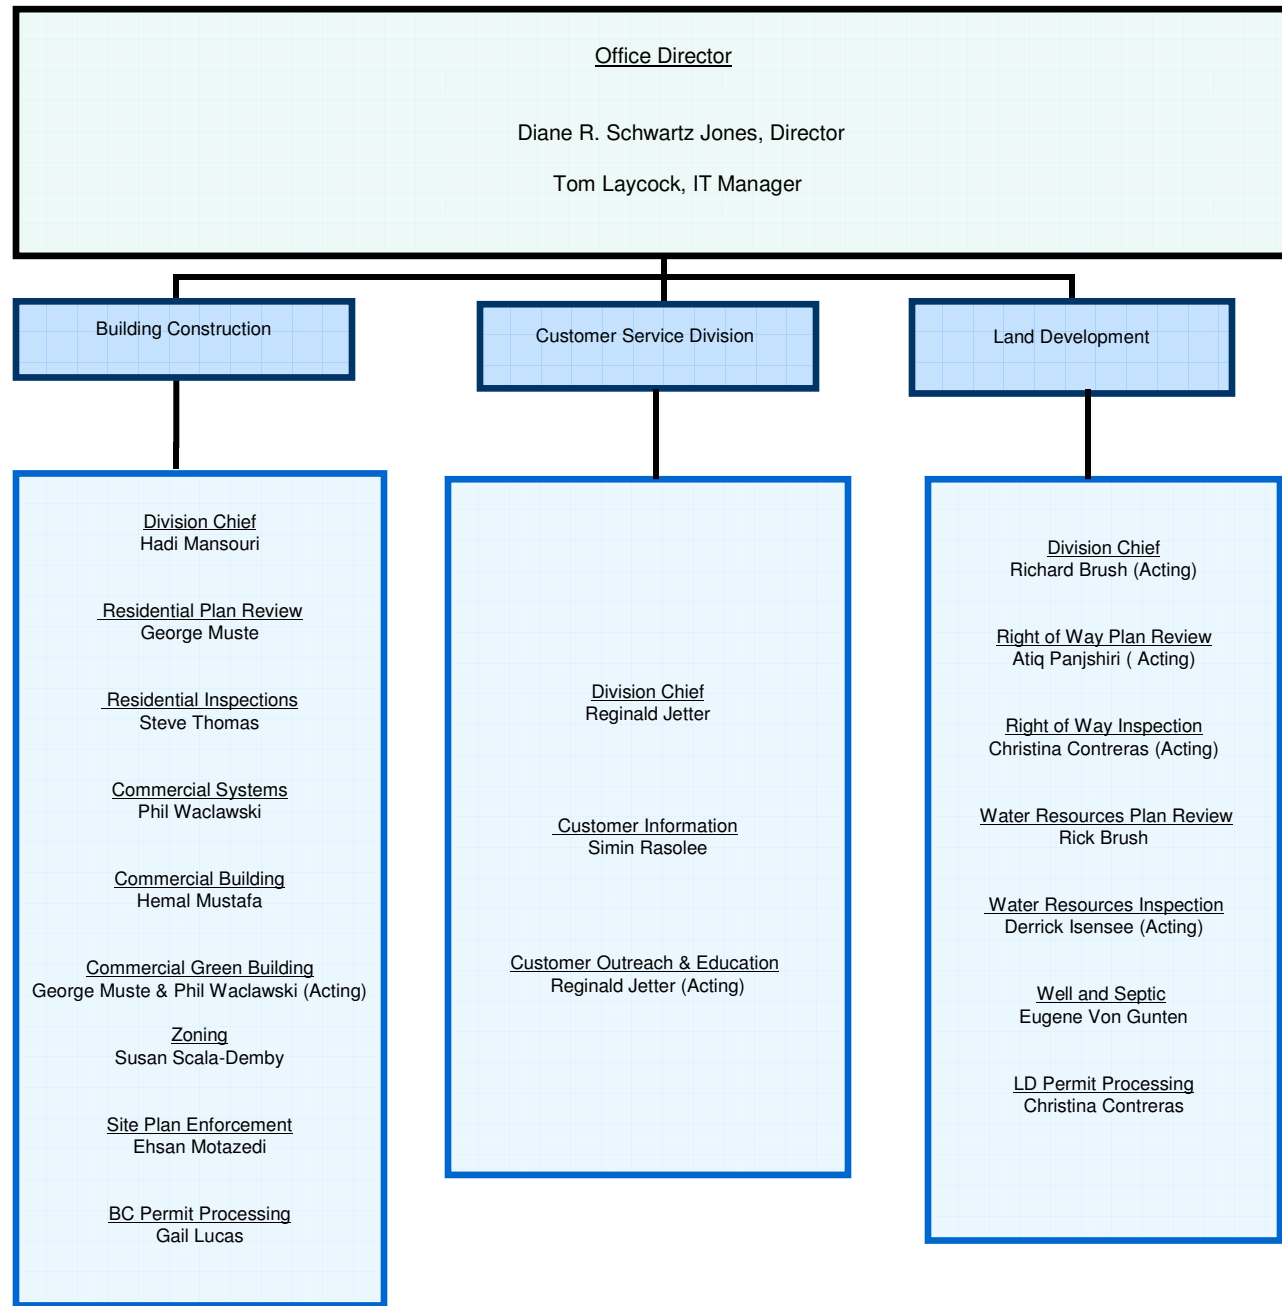 Office Director
Diane R. Schwartz Jones, Director
Tom Laycock, IT Manager
Building Construction
Customer Service Division
Land Development
Division Chief
Hadi Mansouri
Residential Plan Review
George Muste
Residential Inspections
Steve Thomas
Commercial Systems
Phil Waclawski
Commercial Building
Hemal Mustafa
Commercial Green Building
George Muste & Phil Waclawski (Acting)
Zoning
Susan Scala-Demby
Site Plan Enforcement
Ehsan Motazedi
BC Permit Processing
Gail Lucas
Division Chief
Reginald Jetter
Customer Information
Simin Rasolee
Customer Outreach & Education
Reginald Jetter (Acting)
Division Chief
Richard Brush (Acting)
Right of Way Plan Review
Atiq Panjshiri ( Acting)
Right of Way Inspection
Christina Contreras (Acting)
Water Resources Plan Review
Rick Brush
Water Resources Inspection
Derrick Isensee (Acting)
Well and Septic
Eugene Von Gunten
LD Permit Processing
Christina Contreras